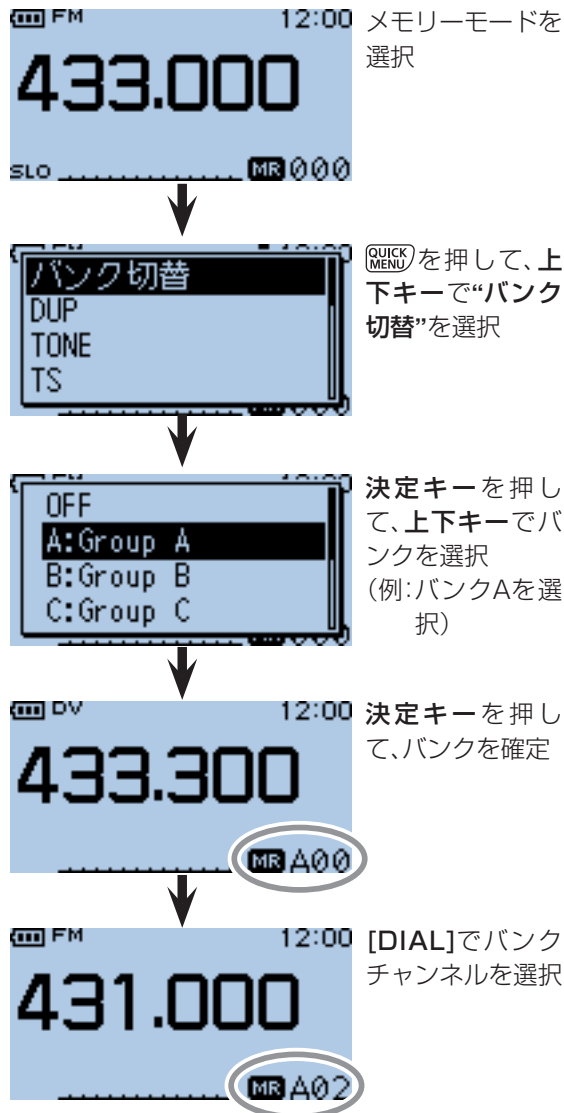 FM 12:00
433.000
SLO MR 000
メモリーモードを
選択
バンク切替
DUP
TONE
TS
QUICK
MENU を押して、上
下キーで“バンク
切替”を選択
OFF
A:Group A
B:Group B
C:Group C
決定キーを押し
て、上下キーでバ
ンクを選択
(例:バンクAを選
択)
DV 12:00
433.300
MR A00
決定キーを押し
て、バンクを確定
FM 12:00
431.000
MR A02
[DIAL]でバンク
チャンネルを選択